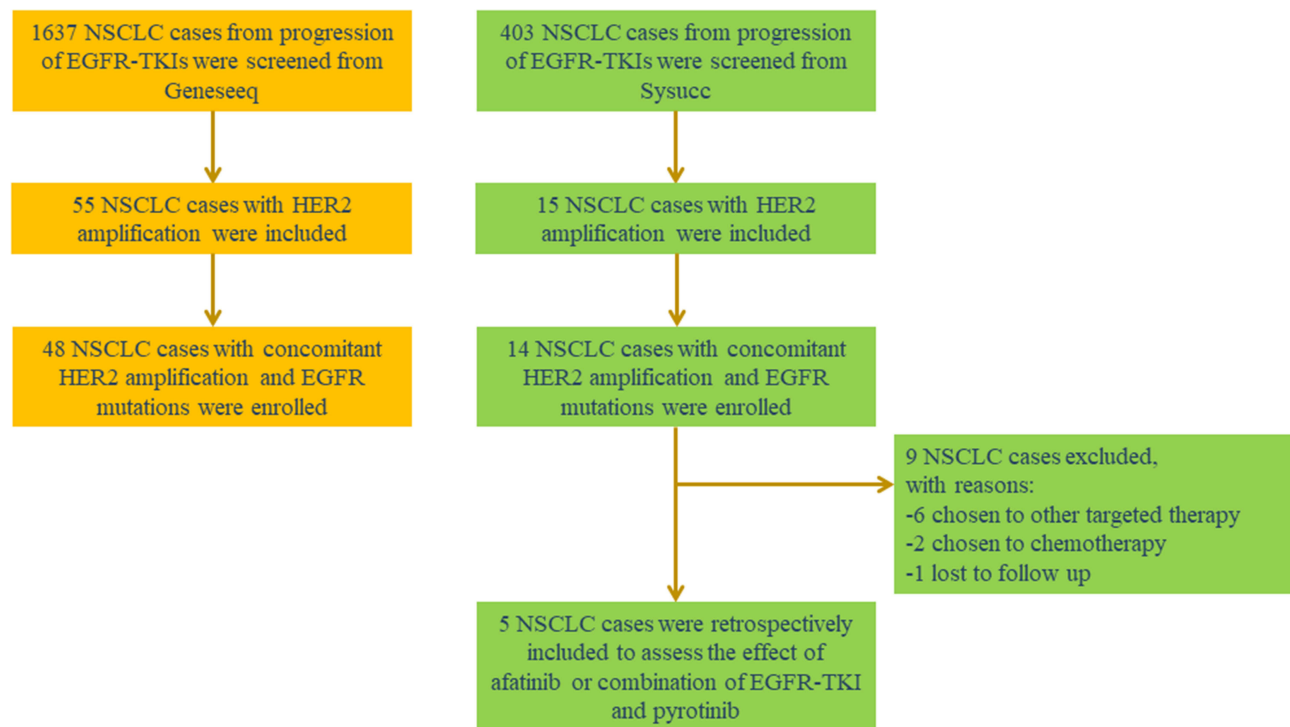 1637 NSCLC cases from progression
of EGFR-TKIs were screened from
Geneseeq
403 NSCLC cases from progression
of EGFR-TKIs were screened from
Sysucc
55 NSCLC cases with HER2
amplification were included
15 NSCLC cases with HER2
amplification were included
48 NSCLC cases with concomitant
HER2 amplification and EGFR
mutations were enrolled
14 NSCLC cases with concomitant
HER2 amplification and EGFR
mutations were enrolled
9 NSCLC cases excluded,
with reasons:
-6 chosen to other targeted therapy
-2 chosen to chemotherapy
-1 lost to follow up
5 NSCLC cases were retrospectively
included to assess the effect of
afatinib or combination of EGFR-TKI
and pyrotinib